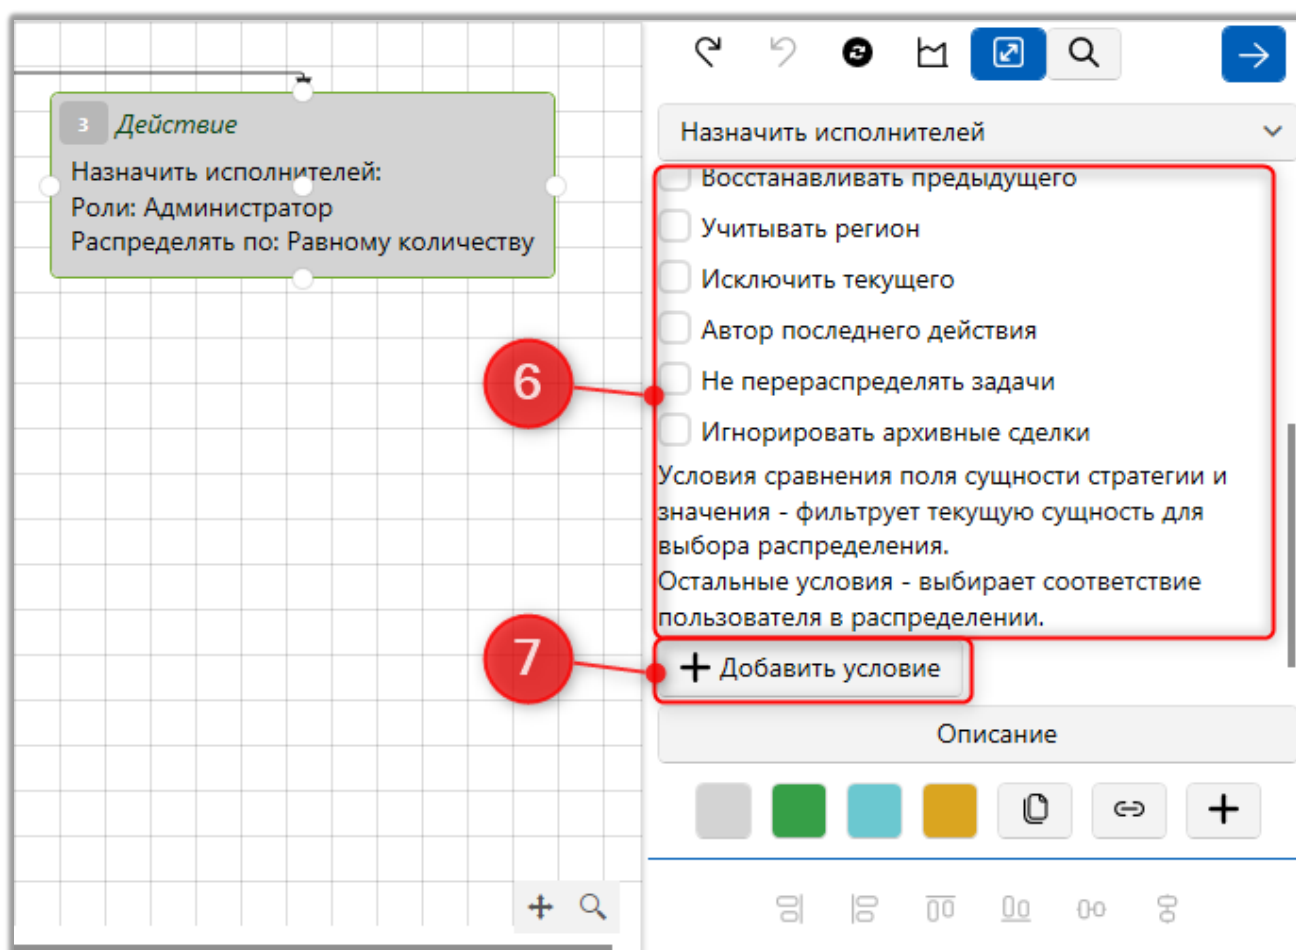 3 Действие
Назначить исполнителей:
Роли: Администратор
Распределять по: Равному количеству
Назначить исполнителей
Восстанавливать предыдущего
Учитывать регион
Исключить текущего
Автор последнего действия
Не перераспределять задачи
Игнорировать архивные сделки
Условия сравнения поля сущности стратегии и
значения - фильтрует текущую сущность для
выбора распределения.
Остальные условия - выбирает соответствие
пользователя в распределении.
6
7
Добавить условие
Описание